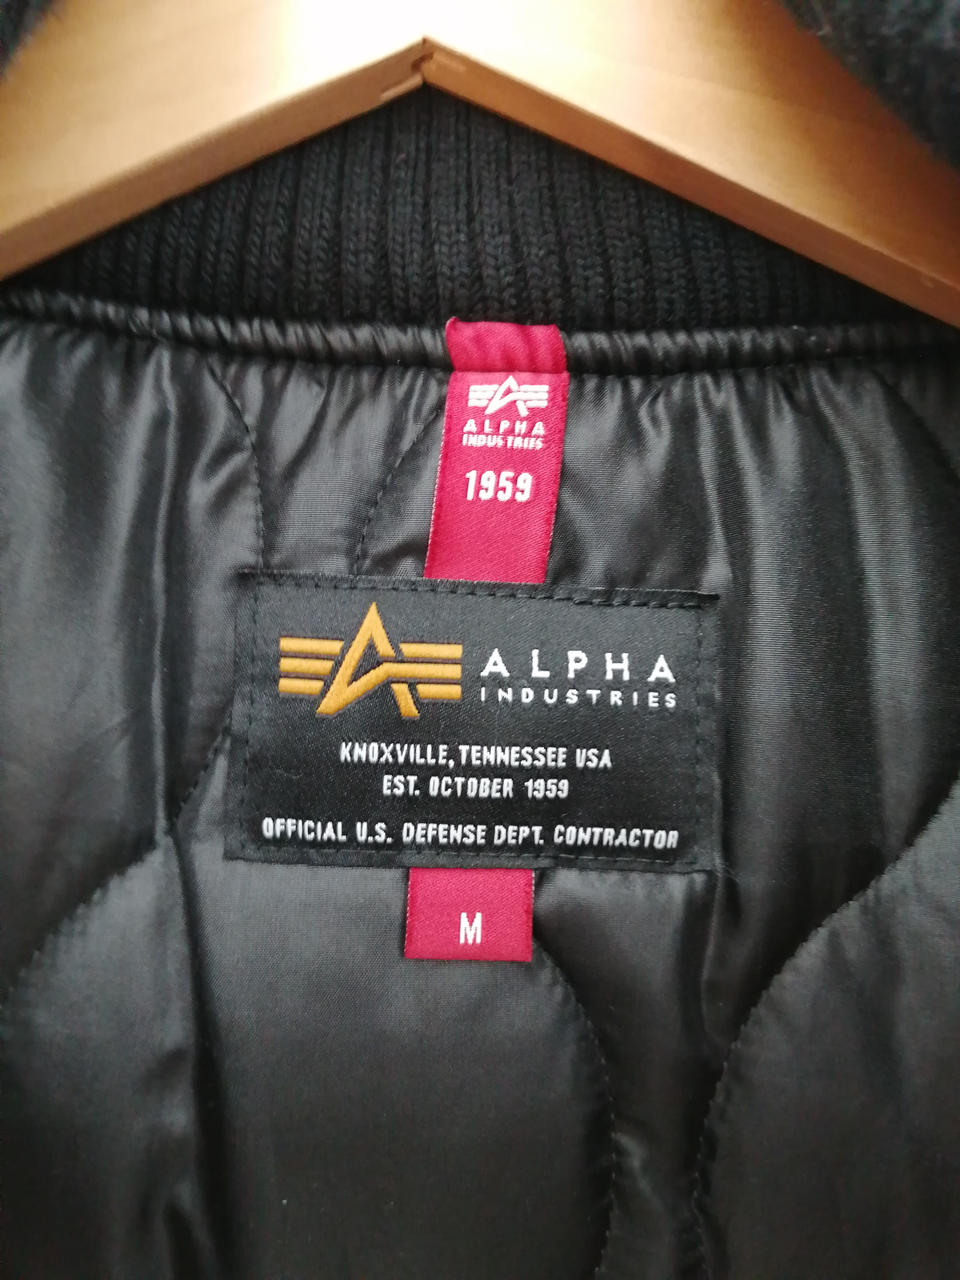 ALPHA
INDUSTRIES
1959
ALPHA
INDUSTRIES
KNOXVILLE, TENNESSEE USA
EST. OCTOBER 1959
OFFICIAL U.S. DEFENSE DEPT. CONTRACTOR
M